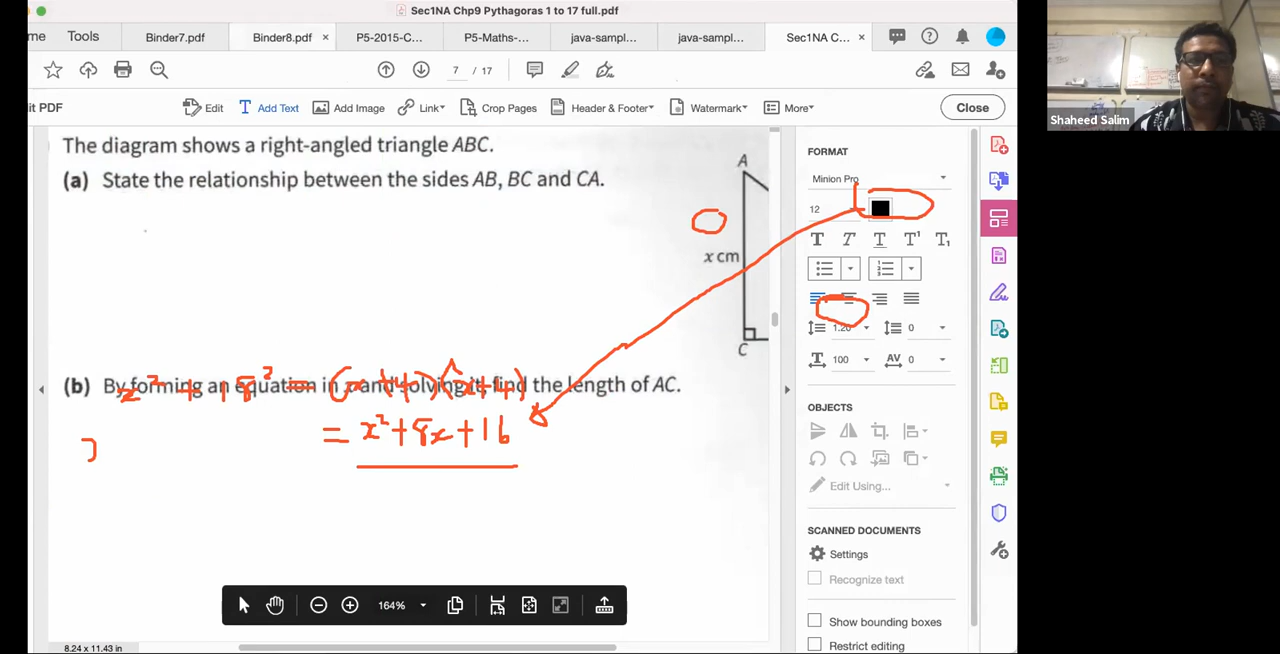 Sec1NA Chp9 Pythagoras 1 to 17 full.pdf
me Tools Binder7.pdf Binder8.pdf × P5-2015-C... P5-Maths-... java-sampl... java-sampl... Sec1NA C... ×
7 / 17
it PDF Edit Add Text Add Image Link Crop Pages Header & Footer Watermark More Close
Shaheed Salim
The diagram shows a right-angled triangle ABC.
(a) State the relationship between the sides AB, BC and CA.
A
x cm
C
(b) By forming an equation in x and solving it, find the length of AC.
x² + 18² = (x+4)(x+4)
= x²+8x+16
FORMAT
Minion Pro
12
T T T T¹ T₁
1.20 0
100 AV 0
OBJECTS
Edit Using...
SCANNED DOCUMENTS
Settings
Recognize text
Show bounding boxes
Restrict editing
164%
8.24 x 11.43 in